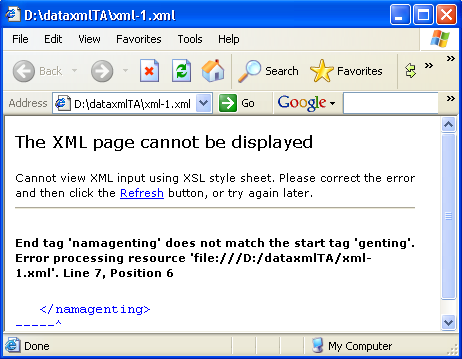 D:\dataxmlTA\xml-1.xml
File Edit View Favorites Tools Help
Back Search Favorites »
Address D:\dataxmlTA\xml-1.xml Go Google »
The XML page cannot be displayed
Cannot view XML input using XSL style sheet. Please correct the error
and then click the Refresh button, or try again later.
End tag 'namagenting' does not match the start tag 'genting'.
Error processing resource 'file:///D:/dataxmlTA/xml-
1.xml'. Line 7, Position 6
</namagenting>
-----^
Done My Computer